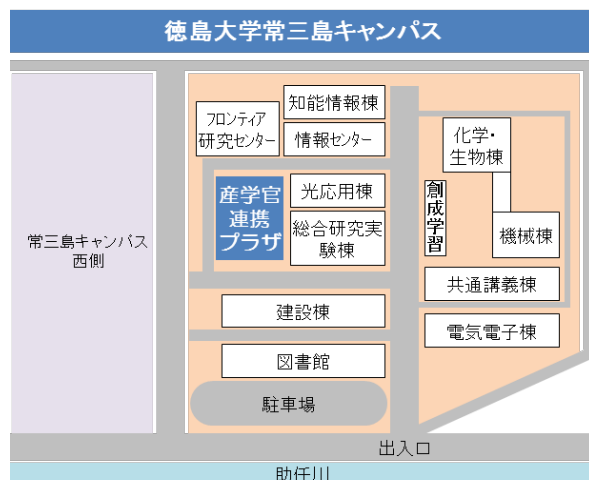 徳島大学常三島キャンパス
知能情報棟
フロンティア
研究センター
情報センター
化学・
生物棟
産学官
連携
プラザ
光応用棟
総合研究実
験棟
創成学習
機械棟
常三島キャンパス
西側
共通講義棟
建設棟
電気電子棟
図書館
駐車場
出入口
助任川